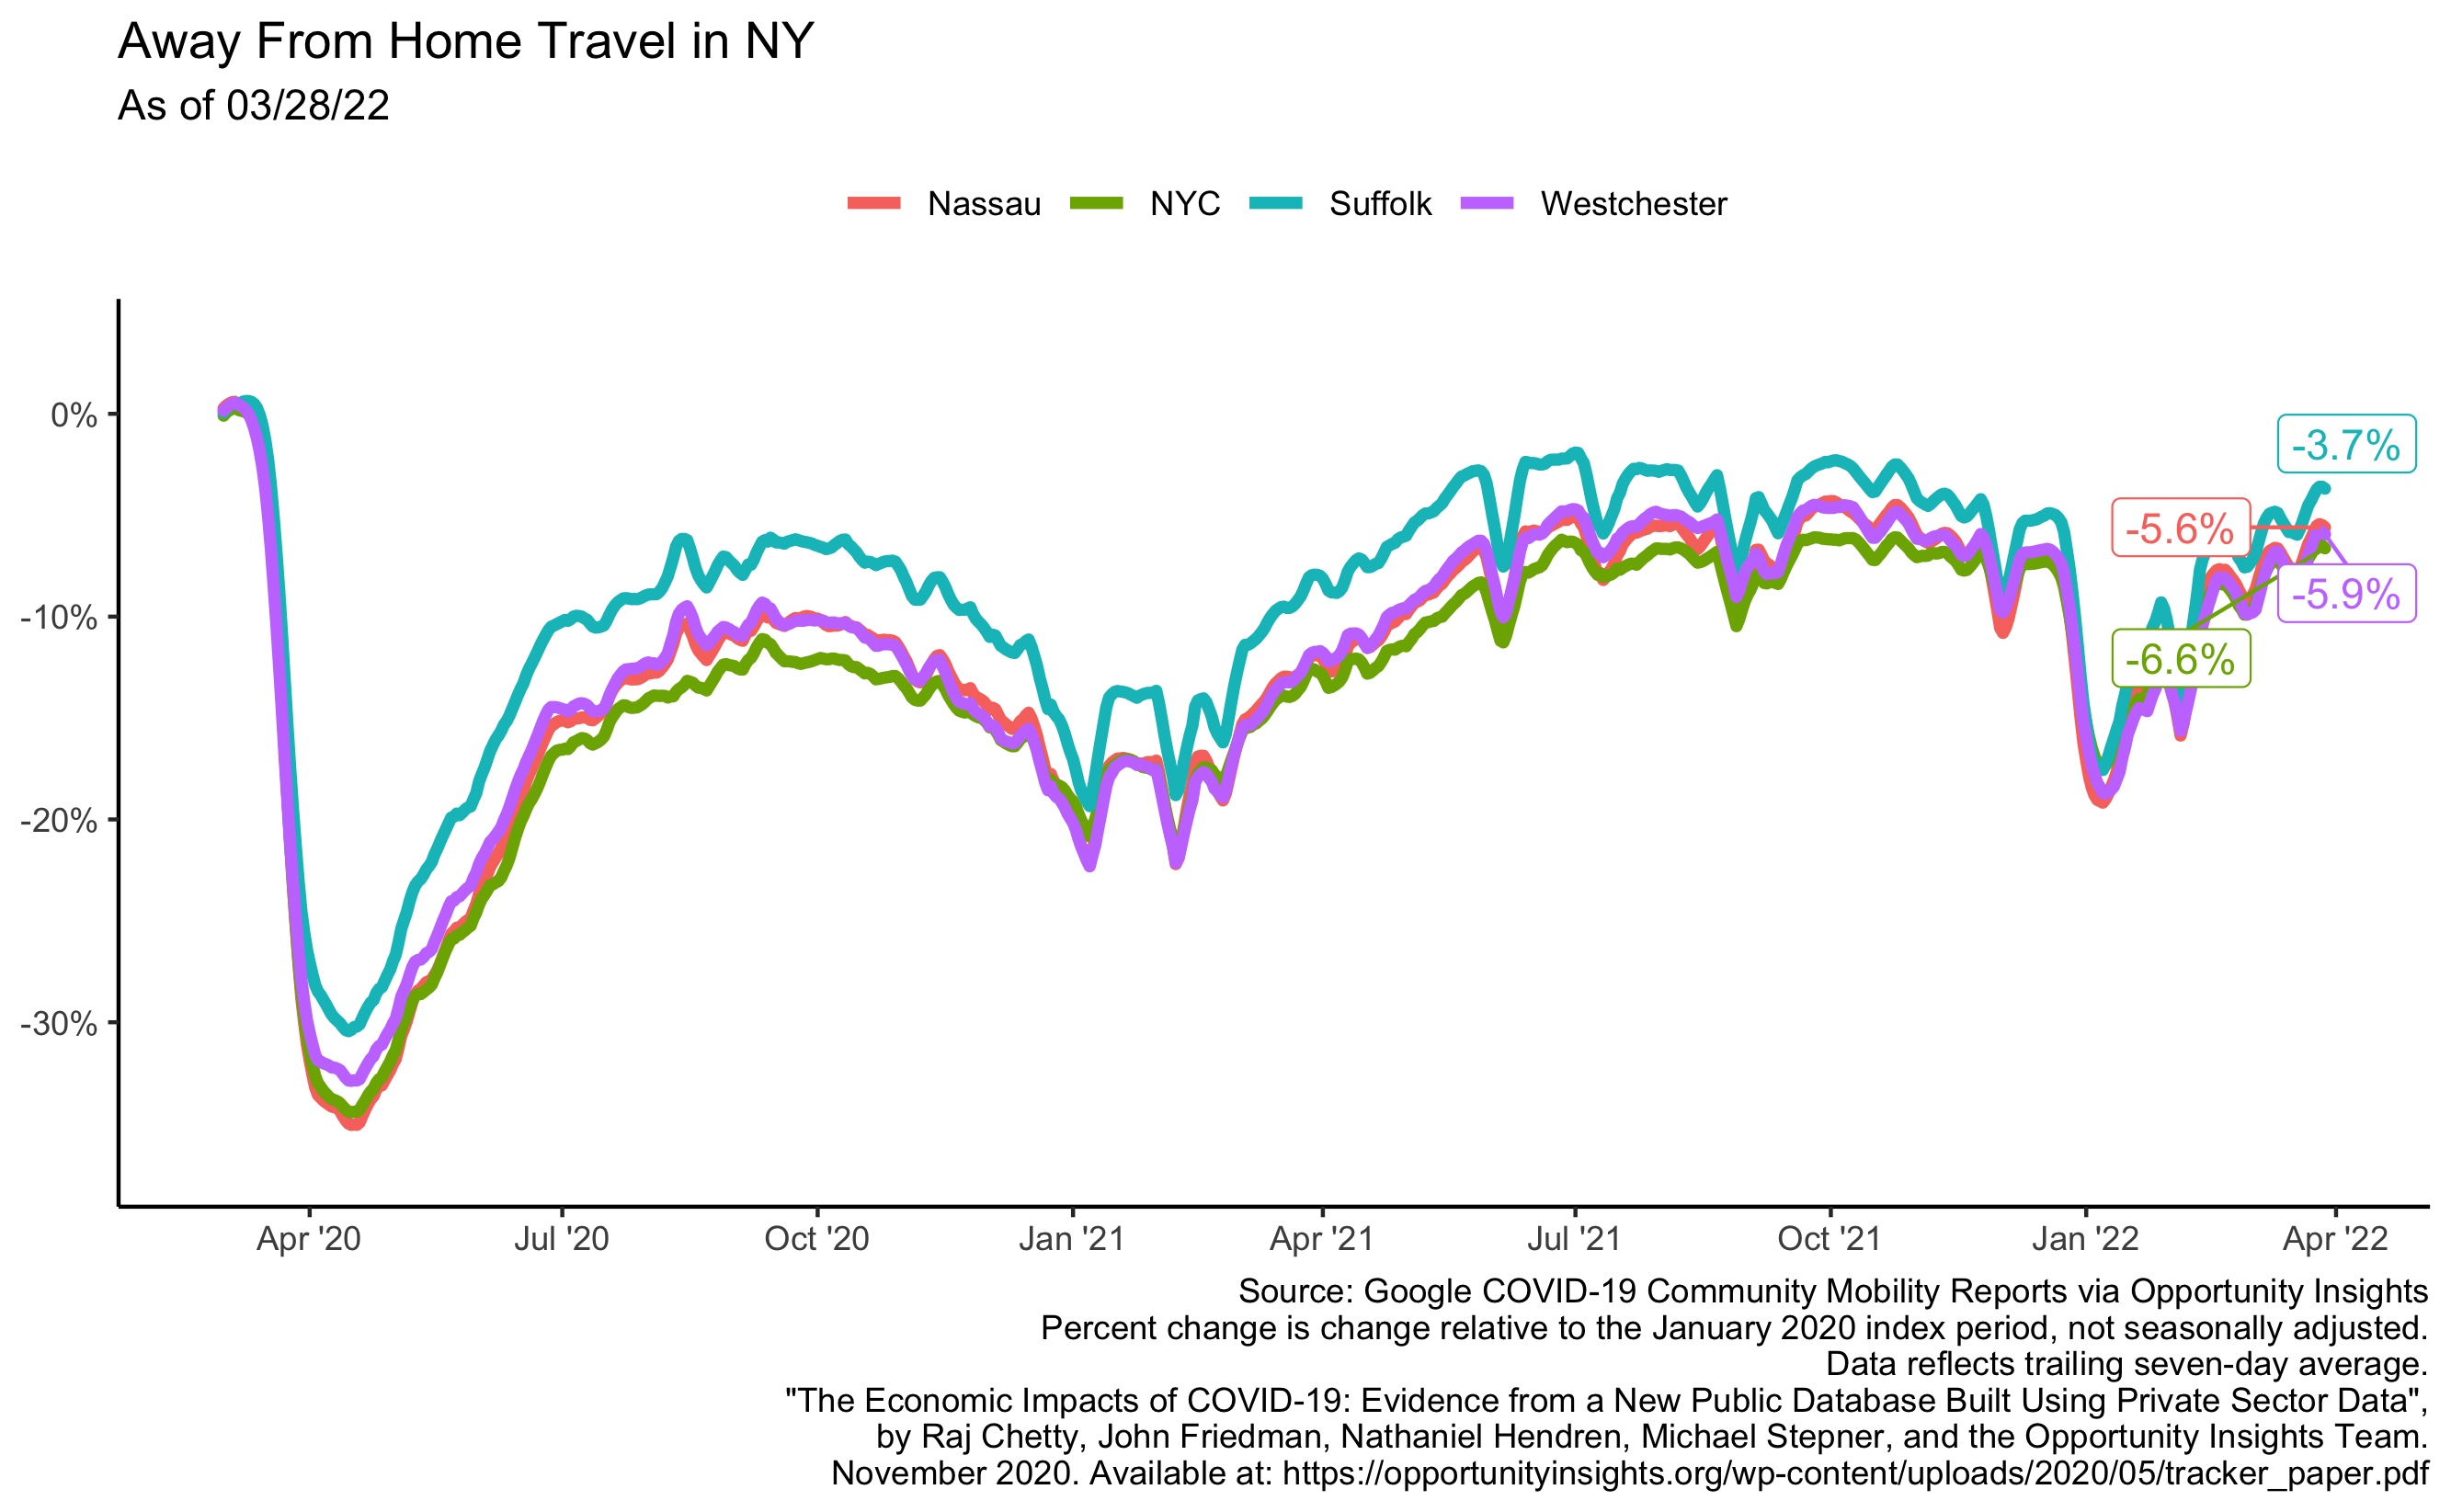 Away From Home Travel in NY
As of 03/28/22
Nassau NYC Suffolk Westchester
0%
-10%
-20%
-30%
-3.7%
-5.6%
-5.9%
-6.6%
Apr '20 Jul '20 Oct '20 Jan '21 Apr '21 Jul '21 Oct '21 Jan '22 Apr '22
Source: Google COVID-19 Community Mobility Reports via Opportunity Insights
Percent change is change relative to the January 2020 index period, not seasonally adjusted.
Data reflects trailing seven-day average.
"The Economic Impacts of COVID-19: Evidence from a New Public Database Built Using Private Sector Data",
by Raj Chetty, John Friedman, Nathaniel Hendren, Michael Stepner, and the Opportunity Insights Team.
November 2020. Available at: https://opportunityinsights.org/wp-content/uploads/2020/05/tracker_paper.pdf